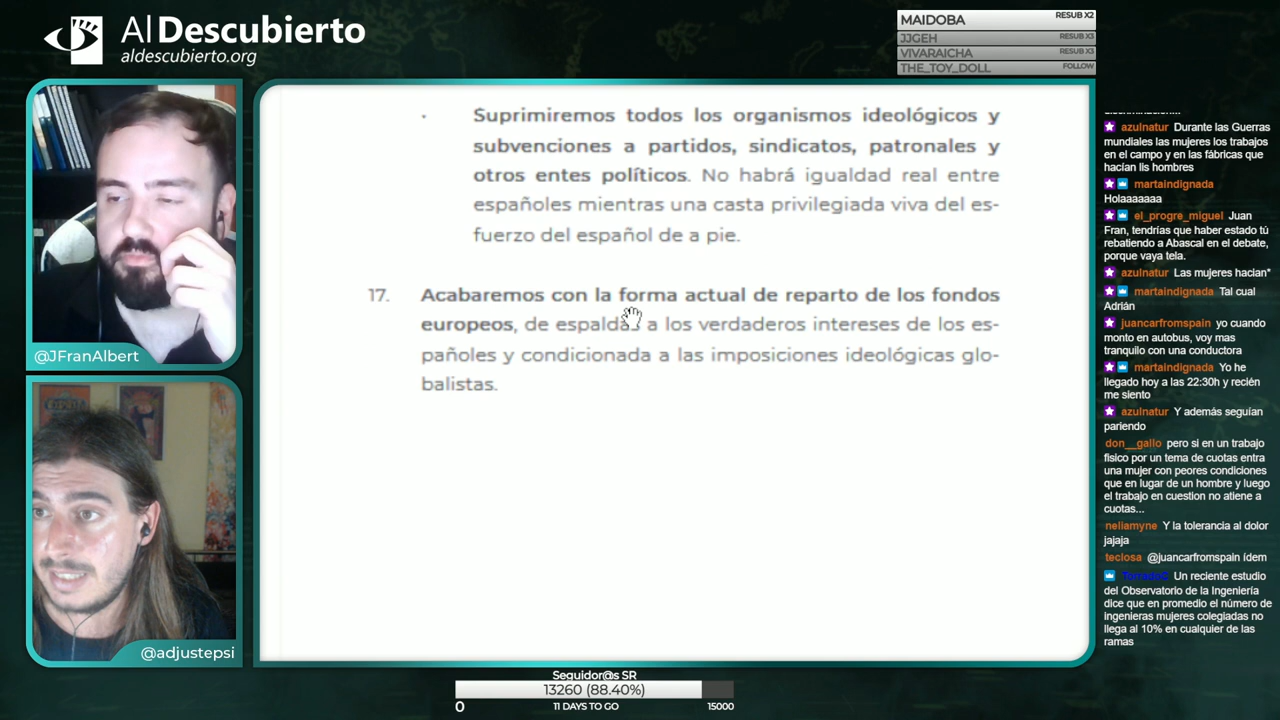 Al Descubierto
aldescubierto.org
MAIDOBA RESUB X2
JJGEH RESUB X3
VIVARAICHA RESUB X3
THE_TOY_DOLL FOLLOW
@JFranAlbert
@adjustepsi
· Suprimiremos todos los organismos ideológicos y
subvenciones a partidos, sindicatos, patronales y
otros entes políticos. No habrá igualdad real entre
españoles mientras una casta privilegiada viva del es-
fuerzo del español de a pie.
17. Acabaremos con la forma actual de reparto de los fondos
europeos, de espaldas a los verdaderos intereses de los es-
pañoles y condicionada a las imposiciones ideológicas glo-
balistas.
azulnatur Durante las Guerras
mundiales las mujeres los trabajos
en el campo y en las fábricas que
hacían lis hombres
martaindignada
Holaaaaaaa
el_progre_miguel Juan
Fran, tendrías que haber estado tú
rebatiendo a Abascal en el debate,
porque vaya tela.
azulnatur Las mujeres hacian*
martaindignada Tal cual
Adrián
juancarfromspain yo cuando
monto en autobus, voy mas
tranquilo con una conductora
martaindignada Yo he
llegado hoy a las 22:30h y recién
me siento
azulnatur Y además seguían
pariendo
don__gallo pero si en un trabajo
fisico por un tema de cuotas entra
una mujer con peores condiciones
que en lugar de un hombre y luego
el trabajo en cuestion no atiene a
cuotas...
neliamyne Y la tolerancia al dolor
jajaja
teclosa @juancarfromspain ídem
Un reciente estudio
del Observatorio de la Ingeniería
dice que en promedio el número de
ingenieras mujeres colegiadas no
llega al 10% en cualquier de las
ramas
Seguidor@s SR
13260 (88.40%)
0 11 DAYS TO GO 15000